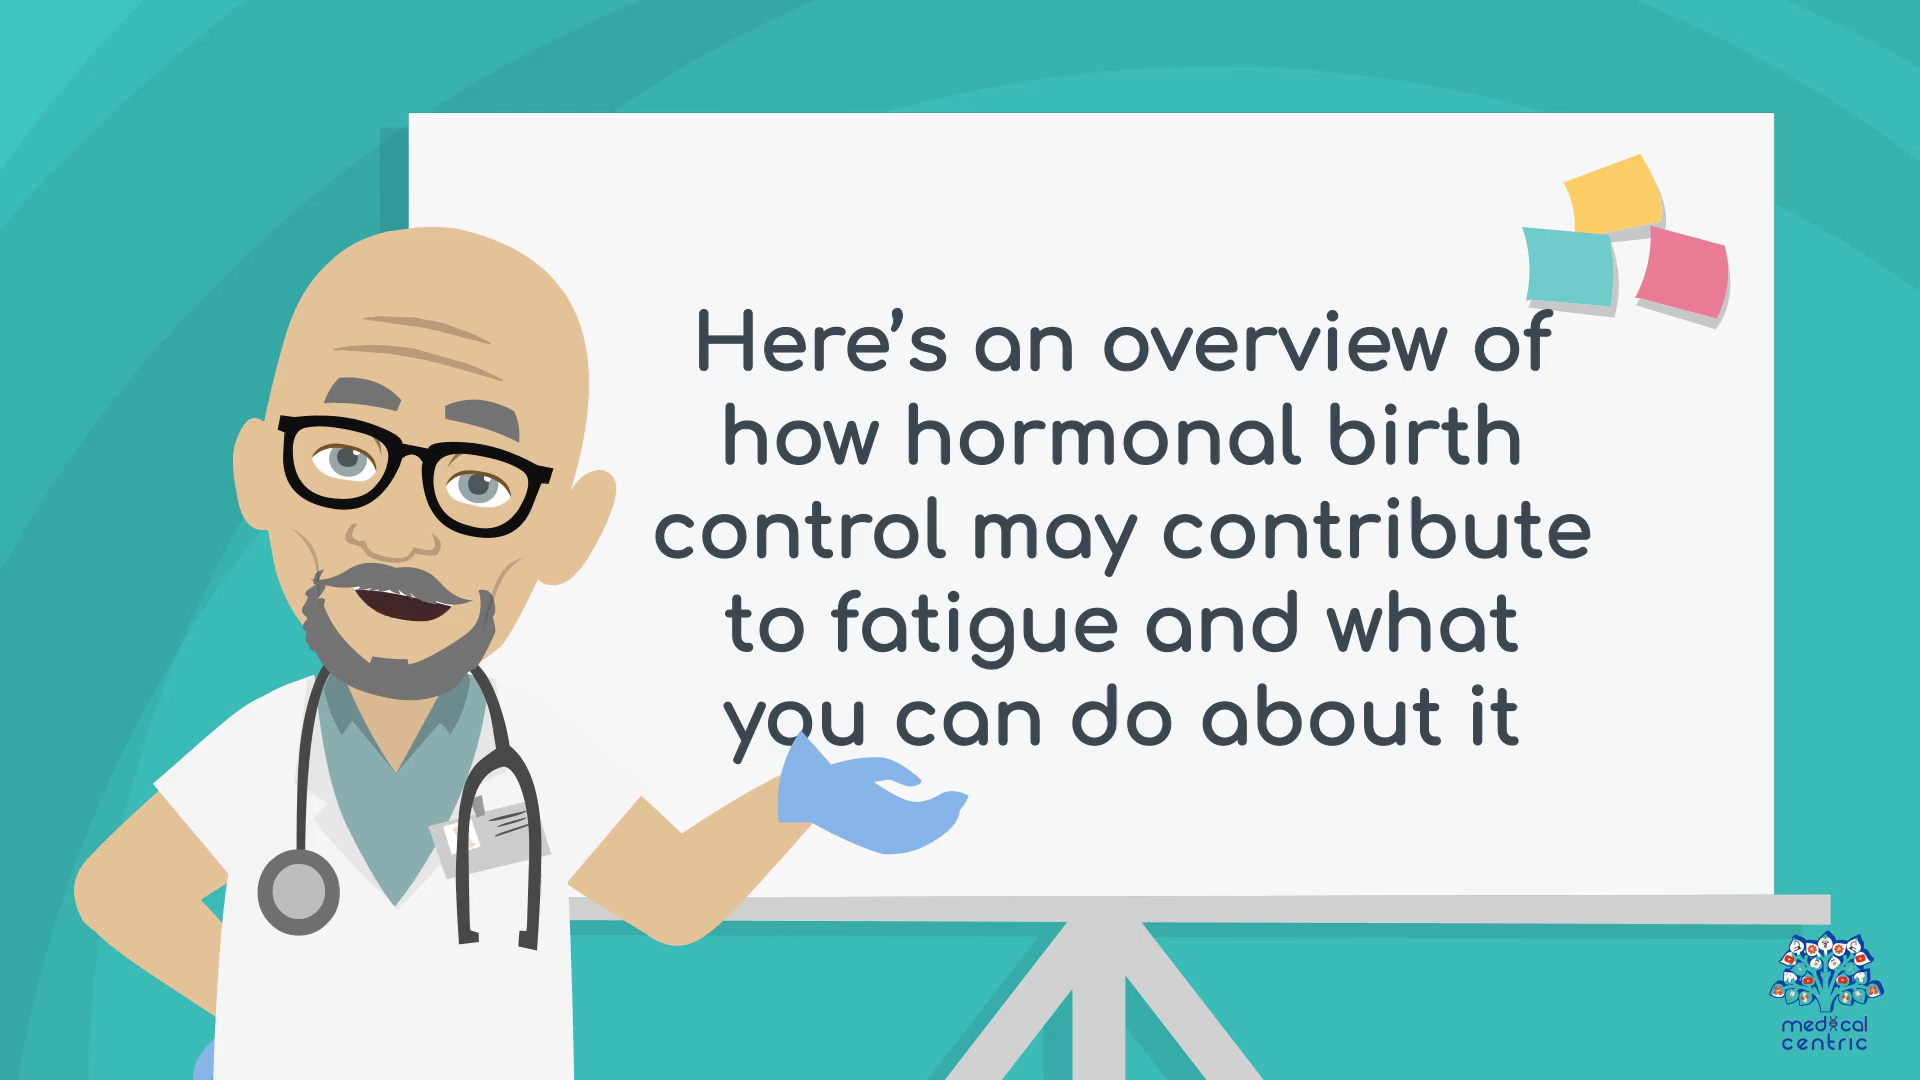 Here’s an overview of
how hormonal birth
control may contribute
to fatigue and what
you can do about it
medical
centric